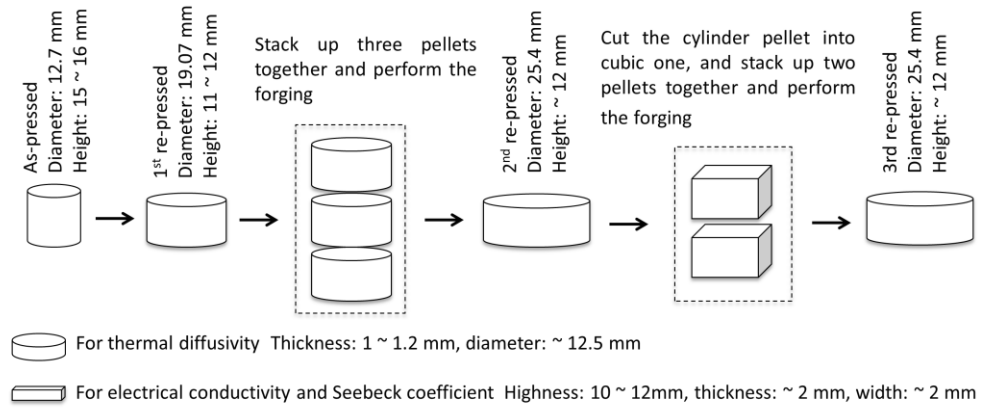 As-pressed
Diameter: 12.7 mm
Height: 15 ~ 16 mm
1st re-pressed
Diameter: 19.07 mm
Height: 11 ~ 12 mm
Stack up three pellets
together and perform the
forging
2nd re-pressed
Diameter: 25.4 mm
Height: ~ 12 mm
Cut the cylinder pellet into
cubic one, and stack up two
pellets together and perform
the forging
3rd re-pressed
Diameter: 25.4 mm
Height: ~ 12 mm
For thermal diffusivity Thickness: 1 ~ 1.2 mm, diameter: ~ 12.5 mm
For electrical conductivity and Seebeck coefficient Highness: 10 ~ 12mm, thickness: ~ 2 mm, width: ~ 2 mm